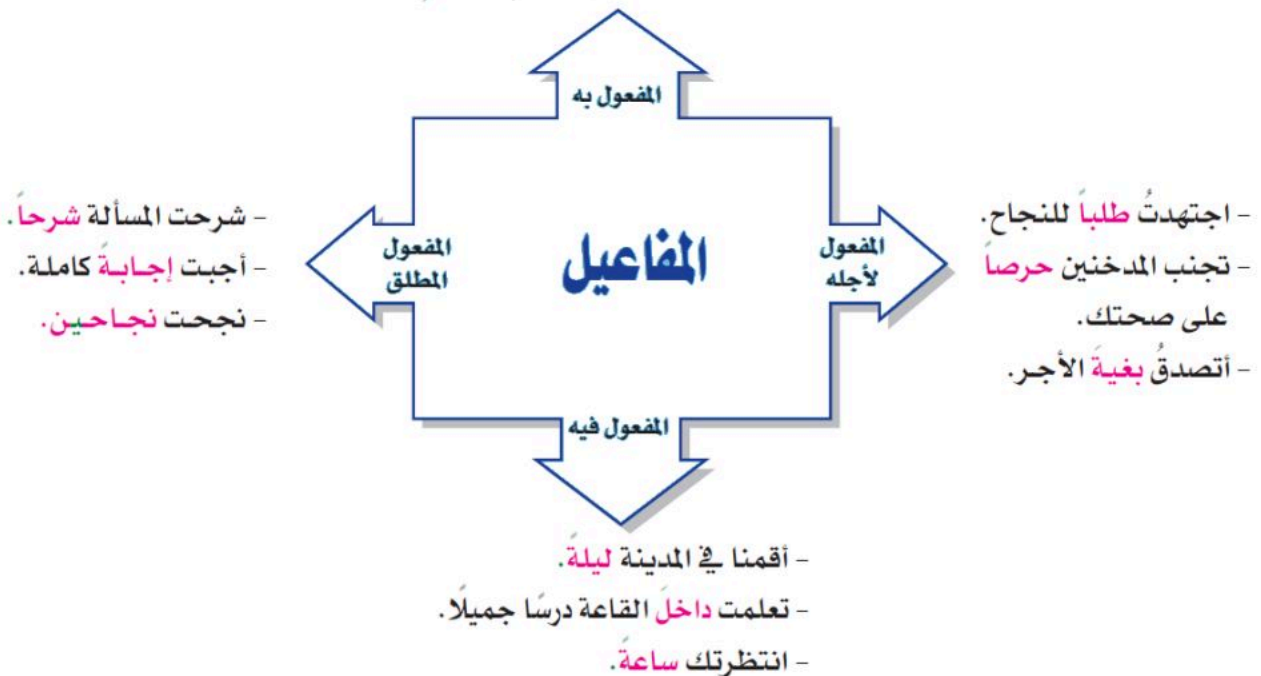 المفعول به
المفاعيل
المفعول
لأجله
- اجتهدتُ طلباً للنجاح.
- تجنب المدخنين حرصاً
على صحتك.
- أتصدقُ بغيةَ الأجر.
المفعول
المطلق
- شرحت المسألة شرحاً.
- أجبت إجابةً كاملة.
- نجحت نجاحين.
المفعول فيه
- أقمنا في المدينة ليلةً.
- تعلمت داخلَ القاعة درسًا جميلًا.
- انتظرتك ساعةً.